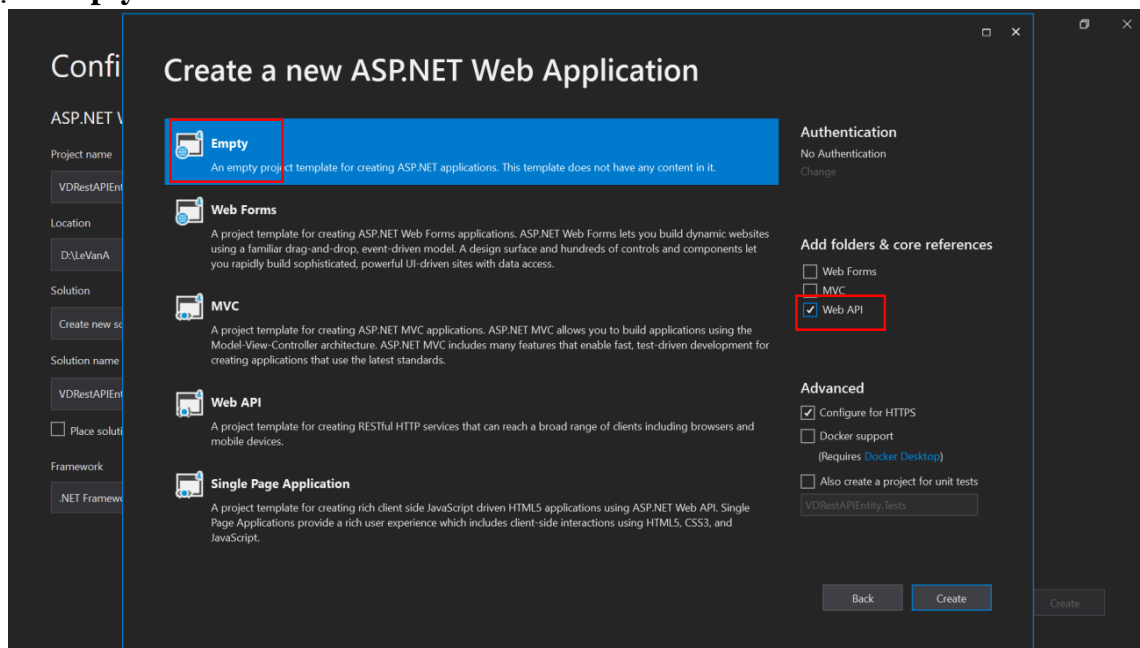 Confi
Create a new ASP.NET Web Application
ASP.NET W
Project name
VDRestAPIEnt
Location
D:\LeVanA
Solution
Create new so
Solution name
VDRestAPIEnt
Place soluti
Framework
.NET Framewo
Empty
An empty project template for creating ASP.NET applications. This template does not have any content in it.
Web Forms
A project template for creating ASP.NET Web Forms applications. ASP.NET Web Forms lets you build dynamic websites
using a familiar drag-and-drop, event-driven model. A design surface and hundreds of controls and components let
you rapidly build sophisticated, powerful UI-driven sites with data access.
MVC
A project template for creating ASP.NET MVC applications. ASP.NET MVC allows you to build applications using the
Model-View-Controller architecture. ASP.NET MVC includes many features that enable fast, test-driven development for
creating applications that use the latest standards.
Web API
A project template for creating RESTful HTTP services that can reach a broad range of clients including browsers and
mobile devices.
Single Page Application
A project template for creating rich client side JavaScript driven HTML5 applications using ASP.NET Web API. Single
Page Applications provide a rich user experience which includes client-side interactions using HTML5, CSS3, and
JavaScript.
Authentication
No Authentication
Change
Add folders & core references
Web Forms
MVC
Web API
Advanced
Configure for HTTPS
Docker support
(Requires Docker Desktop)
Also create a project for unit tests
VDRestAPIEntity.Tests
Back
Create
Create